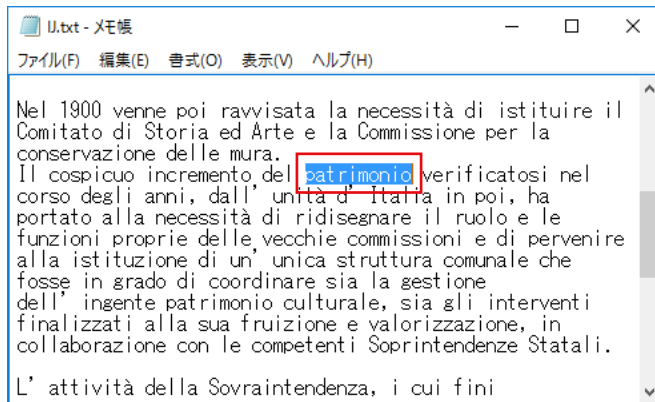 IJ.txt - メモ帳
ファイル(F) 編集(E) 書式(O) 表示(V) ヘルプ(H)
Nel 1900 venne poi ravvisata la necessità di istituire il
Comitato di Storia ed Arte e la Commissione per la
conservazione delle mura.
Il cospicuo incremento del patrimonio verificatosi nel
corso degli anni, dall’unità d’Italia in poi, ha
portato alla necessità di ridisegnare il ruolo e le
funzioni proprie delle vecchie commissioni e di pervenire
alla istituzione di un’unica struttura comunale che
fosse in grado di coordinare sia la gestione
dell’ingente patrimonio culturale, sia gli interventi
finalizzati alla sua fruizione e valorizzazione, in
collaborazione con le competenti Soprintendenze Statali.
L’attività della Sovraintendenza, i cui fini